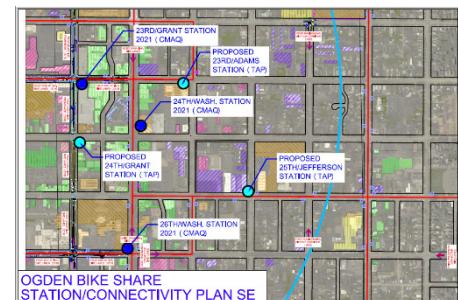 23RD/GRANT STATION
2021 (CMAQ)
PROPOSED
23RD/ADAMS
STATION (TAP)
24TH/WASH. STATION
2021 (CMAQ)
PROPOSED
24TH/GRANT
STATION (TAP)
PROPOSED
25TH/JEFFERSON
STATION (TAP)
26TH/WASH. STATION
2021 (CMAQ)
OGDEN BIKE SHARE
STATION/CONNECTIVITY PLAN SE